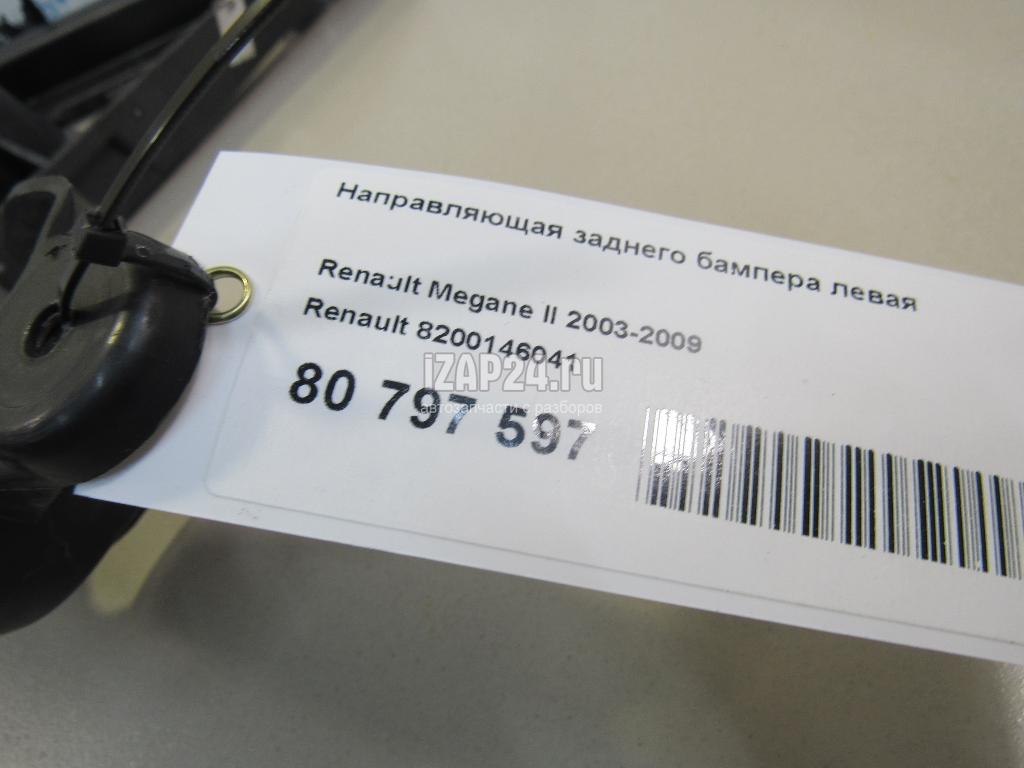 Направляющая заднего бампера левая
Renault Megane II 2003-2009
Renault 8200146041
iZAP24.ru
80 797 597
автозапчасти с разборов